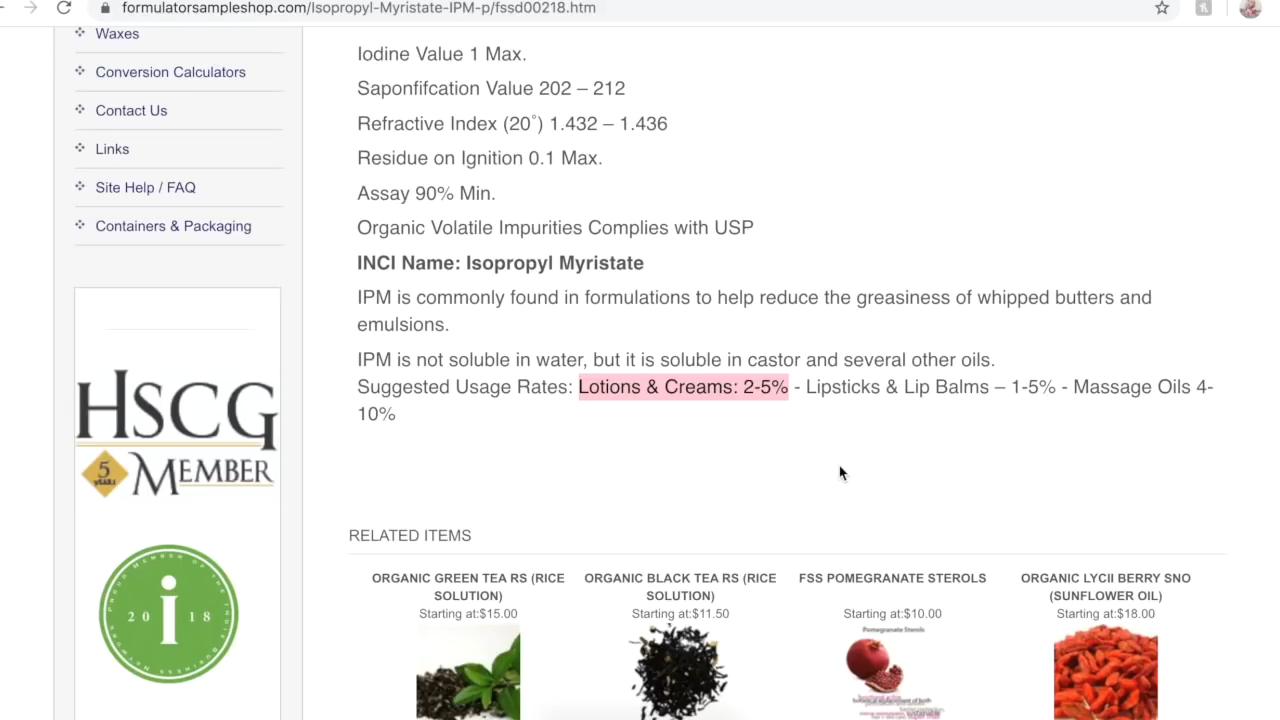 formulatorsampleshop.com/Isopropyl-Myristate-IPM-p/fssd00218.htm
Waxes
Conversion Calculators
Contact Us
Links
Site Help / FAQ
Containers & Packaging
HSCG
5
YEARS
MEMBER
i
2018
Iodine Value 1 Max.
Saponfifcation Value 202 – 212
Refractive Index (20˚) 1.432 – 1.436
Residue on Ignition 0.1 Max.
Assay 90% Min.
Organic Volatile Impurities Complies with USP
INCI Name: Isopropyl Myristate
IPM is commonly found in formulations to help reduce the greasiness of whipped butters and
emulsions.
IPM is not soluble in water, but it is soluble in castor and several other oils.
Suggested Usage Rates: Lotions & Creams: 2-5% - Lipsticks & Lip Balms – 1-5% - Massage Oils 4-
10%
RELATED ITEMS
ORGANIC GREEN TEA RS (RICE
SOLUTION)
Starting at:$15.00
ORGANIC BLACK TEA RS (RICE
SOLUTION)
Starting at:$11.50
FSS POMEGRANATE STEROLS
Starting at:$10.00
Pomegranate Sterols
ORGANIC LYCII BERRY SNO
(SUNFLOWER OIL)
Starting at:$18.00